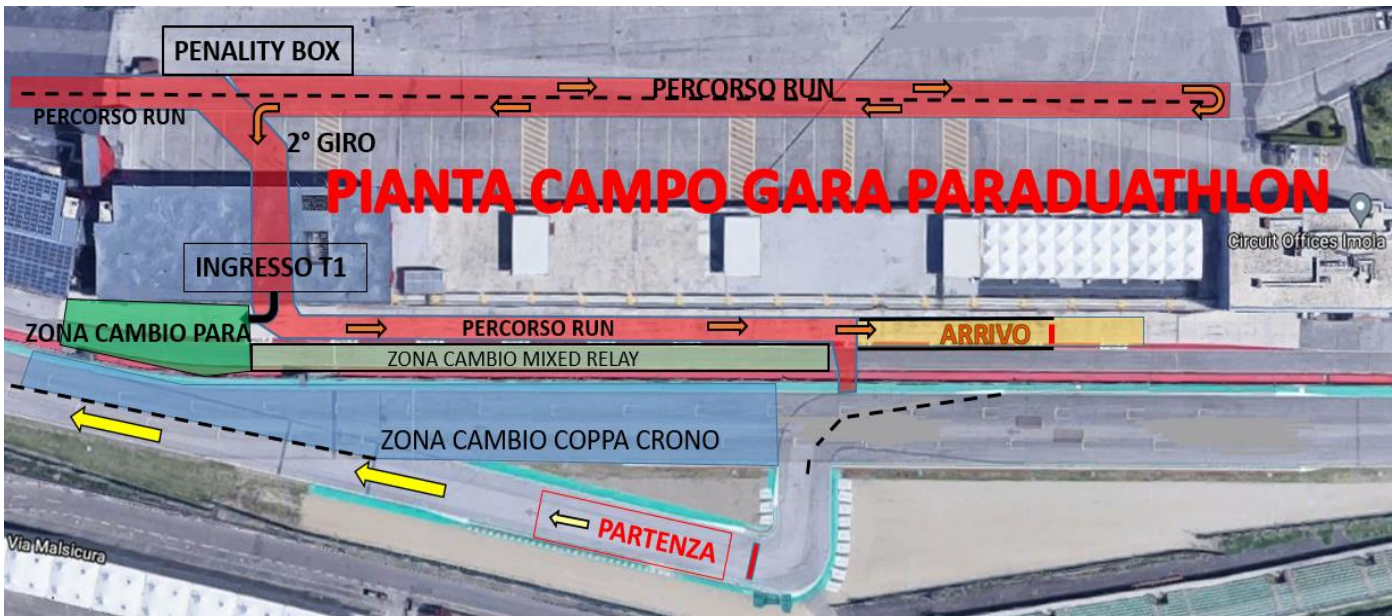 PENALITY BOX
PERCORSO RUN
PERCORSO RUN
2° GIRO
PIANTA CAMPO GARA PARADUATHLON
Circuit Offices Imola
INGRESSO T1
ZONA CAMBIO PARA
PERCORSO RUN
ARRIVO
ZONA CAMBIO MIXED RELAY
ZONA CAMBIO COPPA CRONO
PARTENZA
Via Malsicura